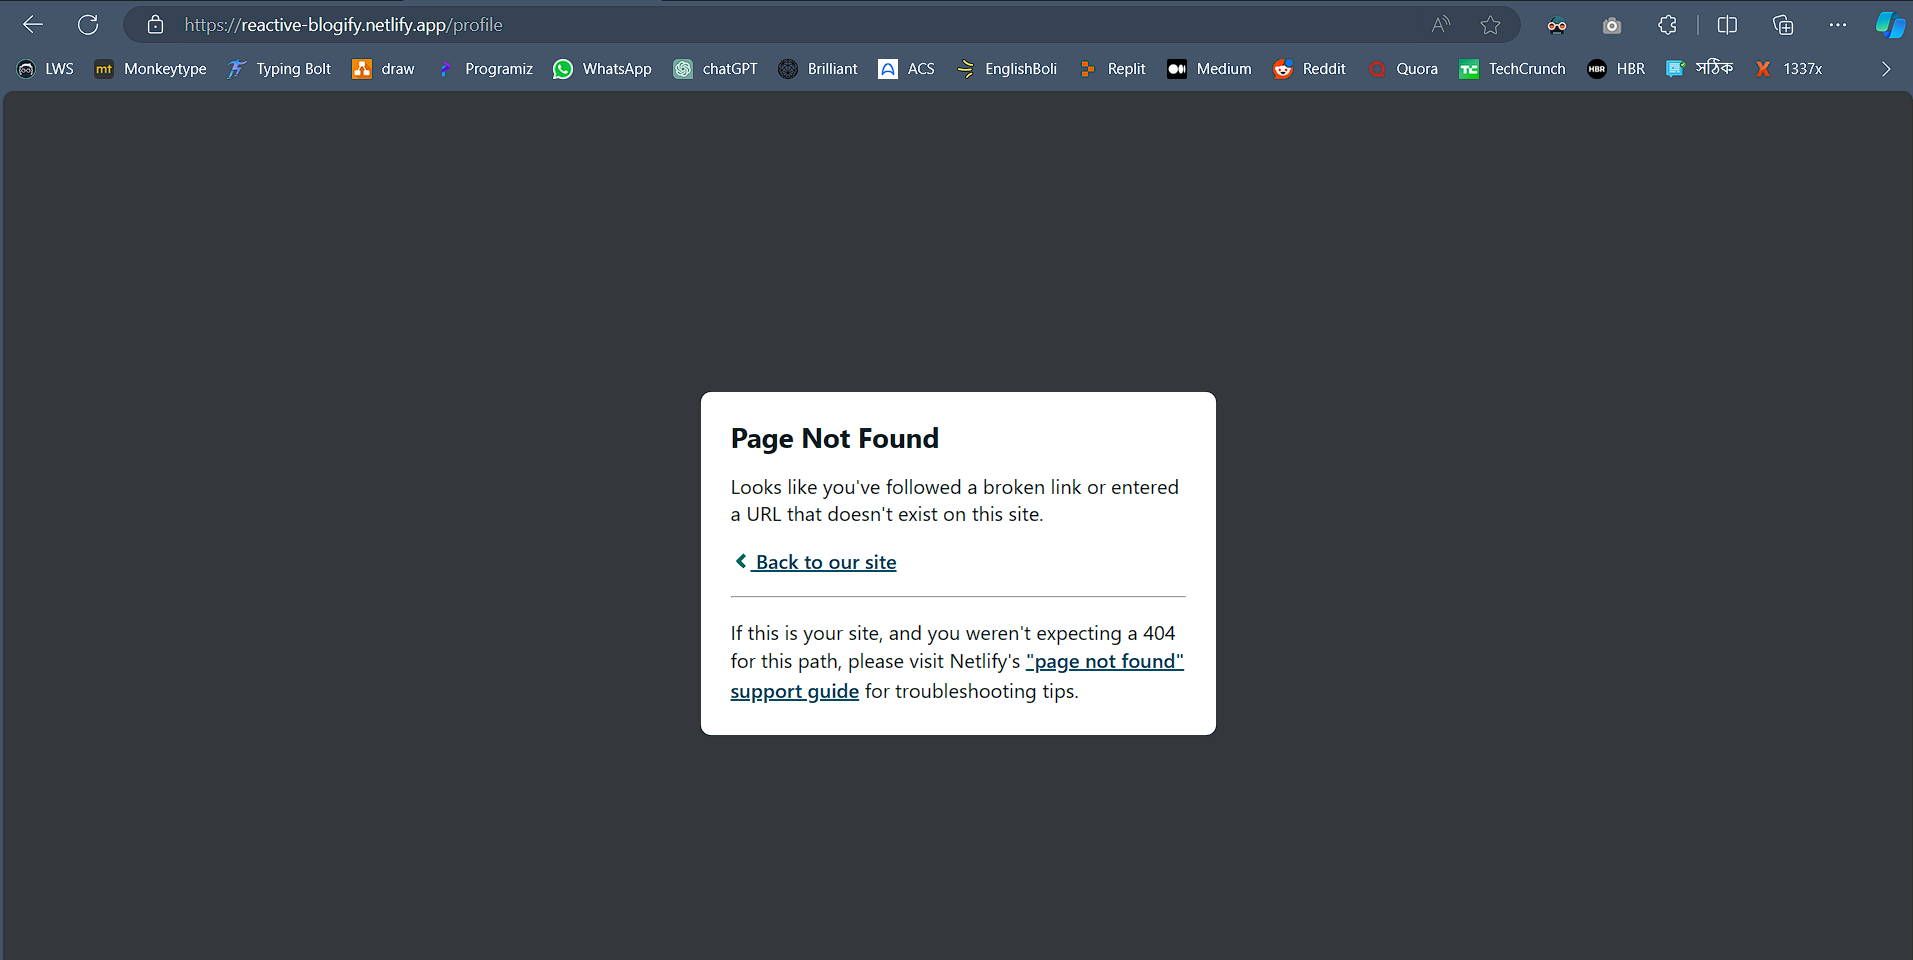 https://reactive-blogify.netlify.app/profile
LWS mt Monkeytype Typing Bolt draw Programiz WhatsApp chatGPT Brilliant ACS EnglishBoli Replit Medium Reddit Quora TC TechCrunch HBR HBR সঠিক X 1337x
Page Not Found
Looks like you've followed a broken link or entered
a URL that doesn't exist on this site.
Back to our site
If this is your site, and you weren't expecting a 404
for this path, please visit Netlify's "page not found"
support guide for troubleshooting tips.